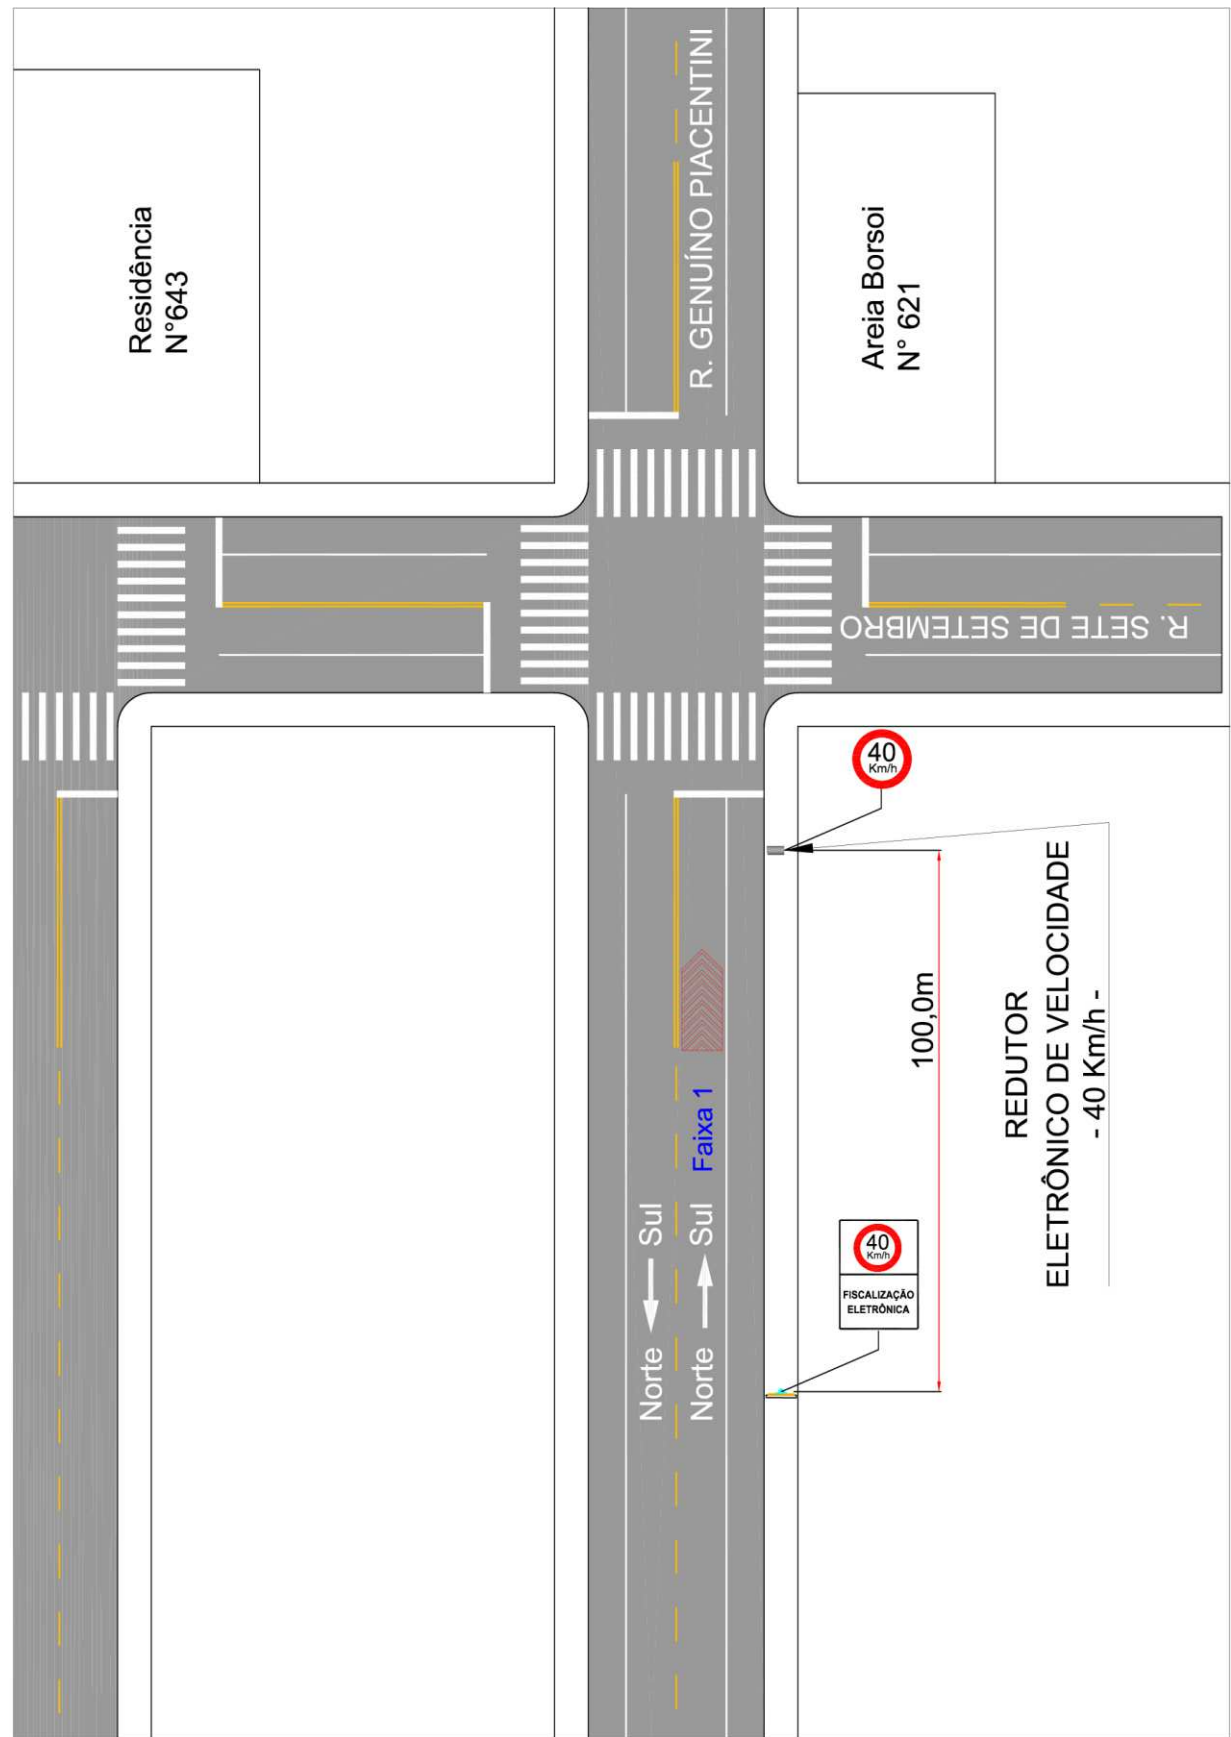 Residência
N°643
R. GENUÍNO PIACENTINI
Areia Borsoi
N° 621
R. SETE DE SETEMBRO
40
Km/h
100,0m
REDUTOR
ELETRÔNICO DE VELOCIDADE
- 40 Km/h -
Faixa 1
Norte Sul
Norte Sul
40
Km/h
FISCALIZAÇÃO
ELETRÔNICA